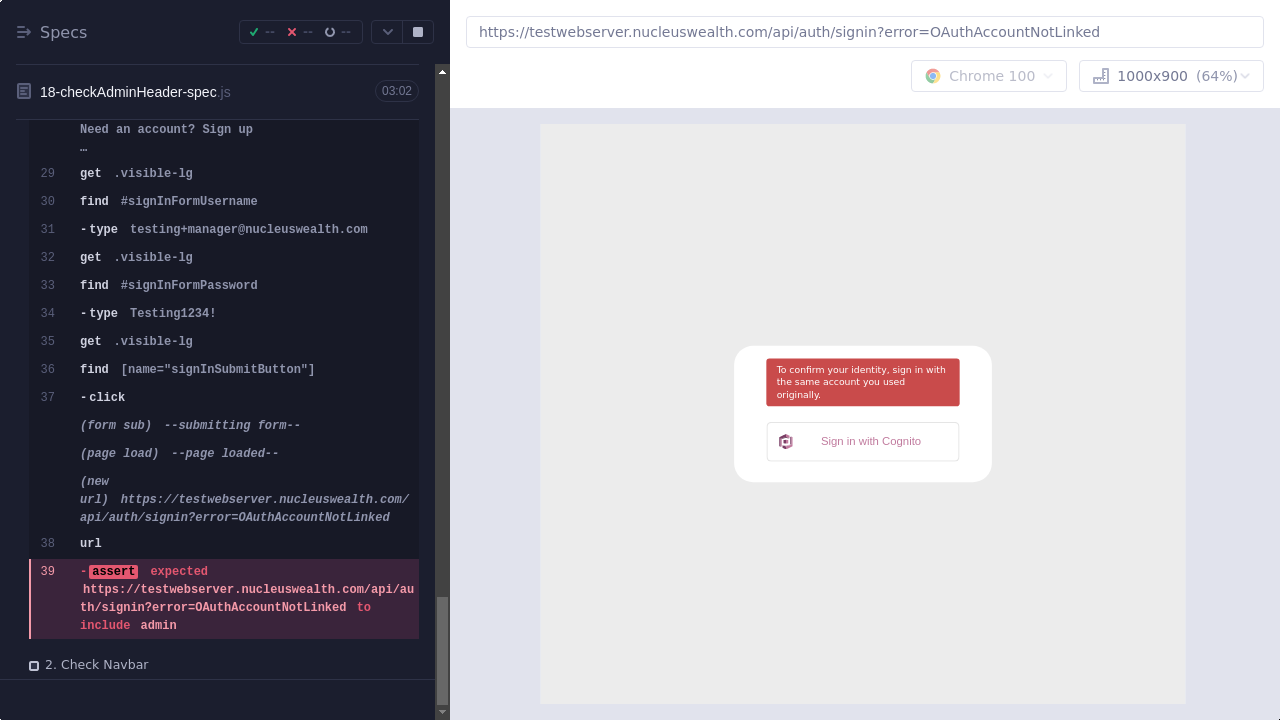 Specs
--
--
--
https://testwebserver.nucleuswealth.com/api/auth/signin?error=OAuthAccountNotLinked
Chrome 100
1000x900 (64%)
18-checkAdminHeader-spec.js
03:02
Need an account? Sign up
…
29 get .visible-lg
30 find #signInFormUsername
31 -type testing+manager@nucleuswealth.com
32 get .visible-lg
33 find #signInFormPassword
34 -type Testing1234!
35 get .visible-lg
36 find [name="signInSubmitButton"]
37 -click
(form sub) --submitting form--
(page load) --page loaded--
(new
url) https://testwebserver.nucleuswealth.com/
api/auth/signin?error=OAuthAccountNotLinked
38 url
39 -assert expected
https://testwebserver.nucleuswealth.com/api/au
th/signin?error=OAuthAccountNotLinked to
include admin
2. Check Navbar
To confirm your identity, sign in with
the same account you used
originally.
Sign in with Cognito